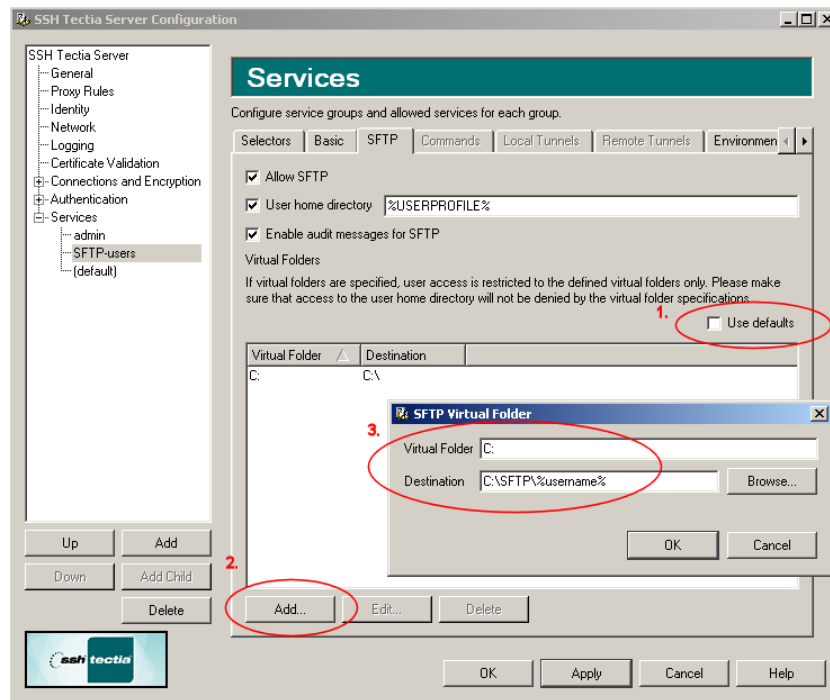 SSH Tectia Server Configuration
SSH Tectia Server
General
Proxy Rules
Identity
Network
Logging
Certificate Validation
Connections and Encryption
Authentication
Services
admin
SFTP-users
(default)
Up
Add
Down
Add Child
Delete
ssh tectia
Services
Configure service groups and allowed services for each group.
Selectors Basic SFTP Commands Local Tunnels Remote Tunnels Environmen
Allow SFTP
User home directory %USERPROFILE%
Enable audit messages for SFTP
Virtual Folders
If virtual folders are specified, user access is restricted to the defined virtual folders only. Please make
sure that access to the user home directory will not be denied by the virtual folder specifications.
1.
Use defaults
Virtual Folder Destination
C: C:\
SFTP Virtual Folder
3.
Virtual Folder C:
Destination C:\SFTP\%username% Browse...
OK Cancel
2.
Add... Edit... Delete
OK Apply Cancel Help